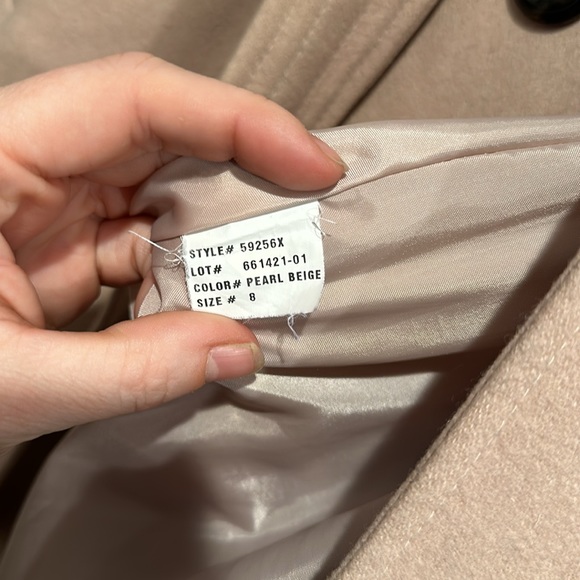 STYLE# 59256X
LOT# 661421-01
COLOR# PEARL BEIGE
SIZE # 8